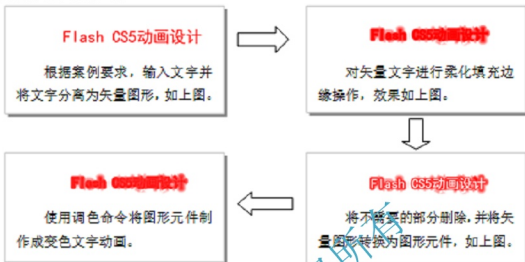 Flash CS5动画设计
根据案例要求，输入文字并
将文字分离为矢量图形，如上图。
Flash CS5动画设计
对矢量文字进行柔化填充边
缘操作，效果如上图。
Flash CS5动画设计
将不需要的部分删除，并将矢
量图形转换为图形元件，如上图。
Flash CS5动画设计
使用调色命令将图形元件制
作成变色文字动画。
所有